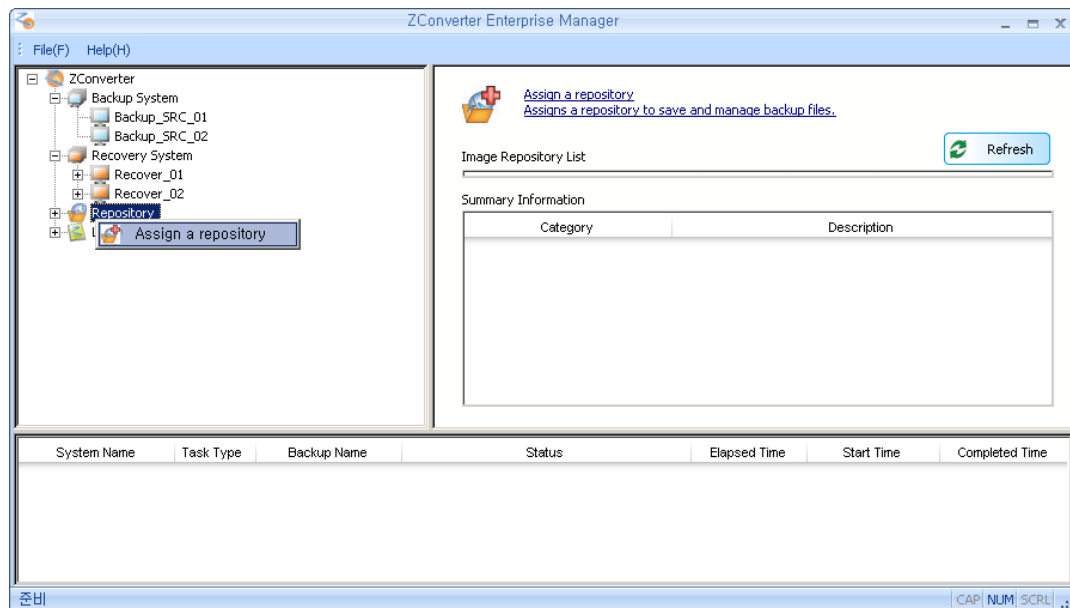 ZConverter Enterprise Manager
File(F) Help(H)
ZConverter
Backup System
Backup_SRC_01
Backup_SRC_02
Recovery System
Recover_01
Recover_02
Repository
Assign a repository
Assign a repository
Assigns a repository to save and manage backup files.
Refresh
Image Repository List
Summary Information
Category Description
System Name Task Type Backup Name Status Elapsed Time Start Time Completed Time
준비 CAP NUM SCRL